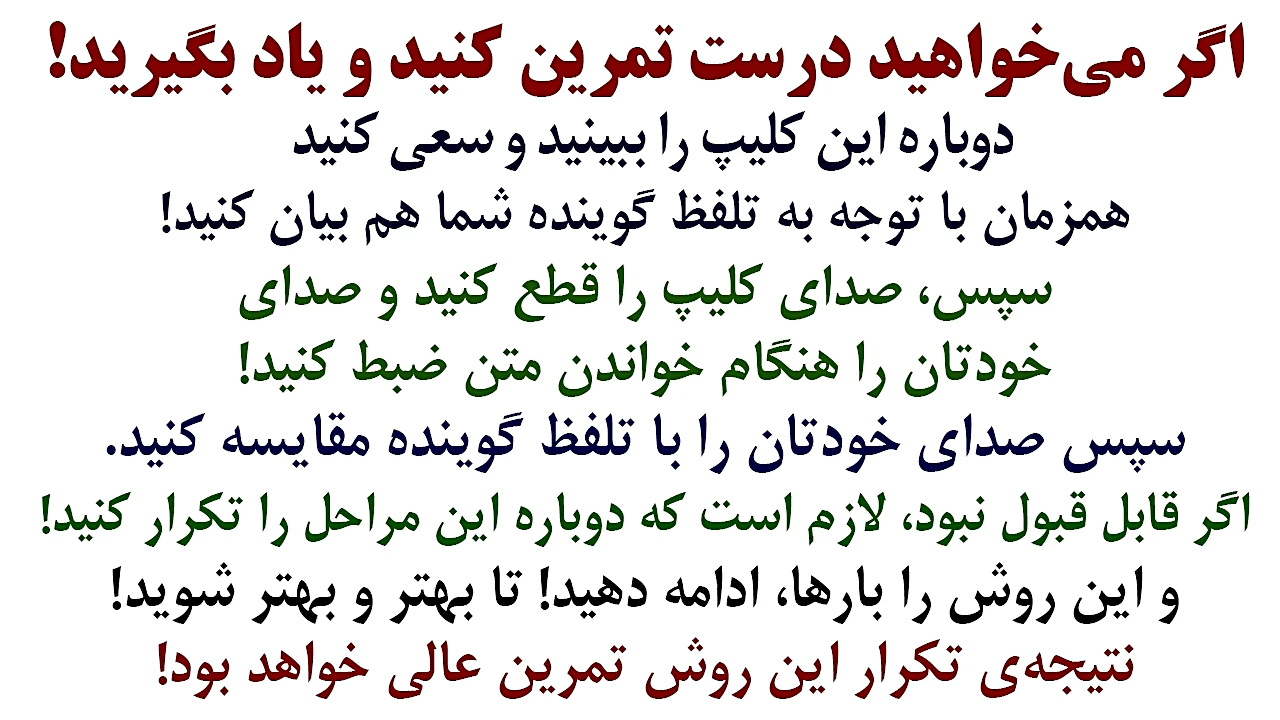 اگر می‌خواهید درست تمرین کنید و یاد بگیرید!
دوباره این کلیپ را ببینید و سعی کنید
همزمان با توجه به تلفظ گوینده شما هم بیان کنید!
سپس، صدای کلیپ را قطع کنید و صدای
خودتان را هنگام خواندن متن ضبط کنید!
سپس صدای خودتان را با تلفظ گوینده مقایسه کنید.
اگر قابل قبول نبود، لازم است که دوباره این مراحل را تکرار کنید!
و این روش را بارها، ادامه دهید! تا بهتر و بهتر شوید!
نتیجه‌ی تکرار این روش تمرین عالی خواهد بود!